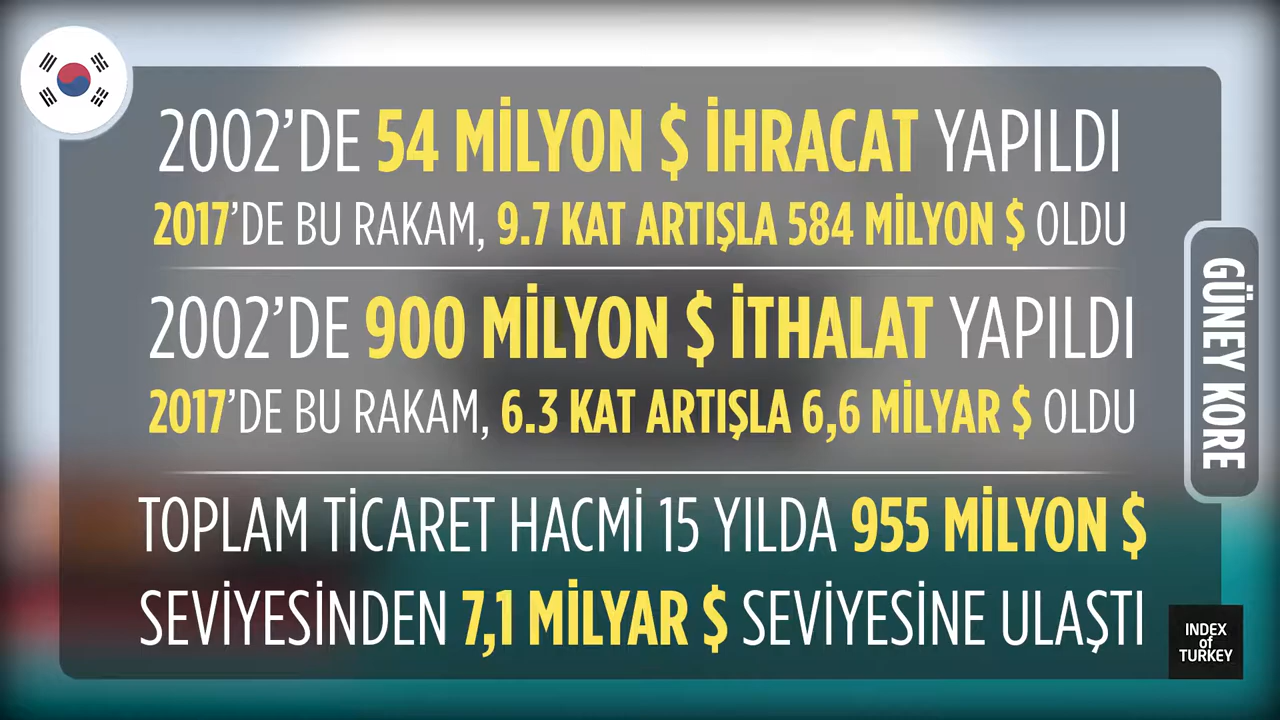 2002’DE 54 MİLYON $ İHRACAT YAPILDI
2017’DE BU RAKAM, 9.7 KAT ARTIŞLA 584 MİLYON $ OLDU
2002’DE 900 MİLYON $ İTHALAT YAPILDI
2017’DE BU RAKAM, 6.3 KAT ARTIŞLA 6,6 MİLYAR $ OLDU
TOPLAM TİCARET HACMİ 15 YILDA 955 MİLYON $
SEVİYESİNDEN 7,1 MİLYAR $ SEVİYESİNE ULAŞTI
GÜNEY KORE
INDEX
of
TURKEY